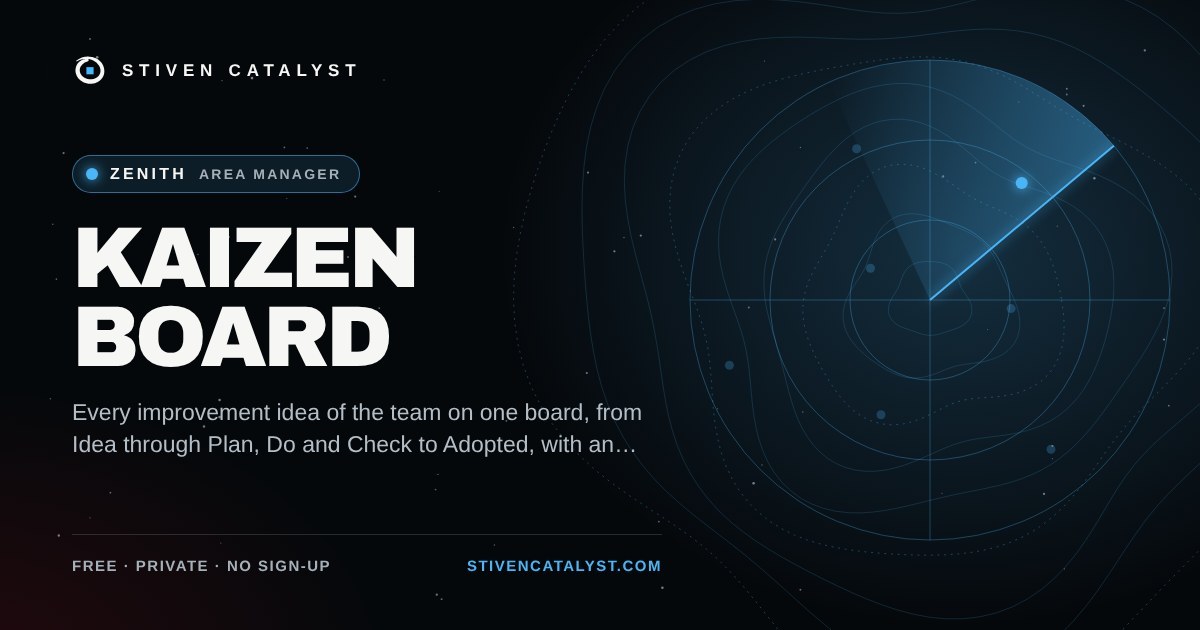 STIVEN CATALYST
ZENITH AREA MANAGER
KAIZEN
BOARD
Every improvement idea of the team on one board, from
Idea through Plan, Do and Check to Adopted, with an…
FREE · PRIVATE · NO SIGN-UP
STIVENCATALYST.COM